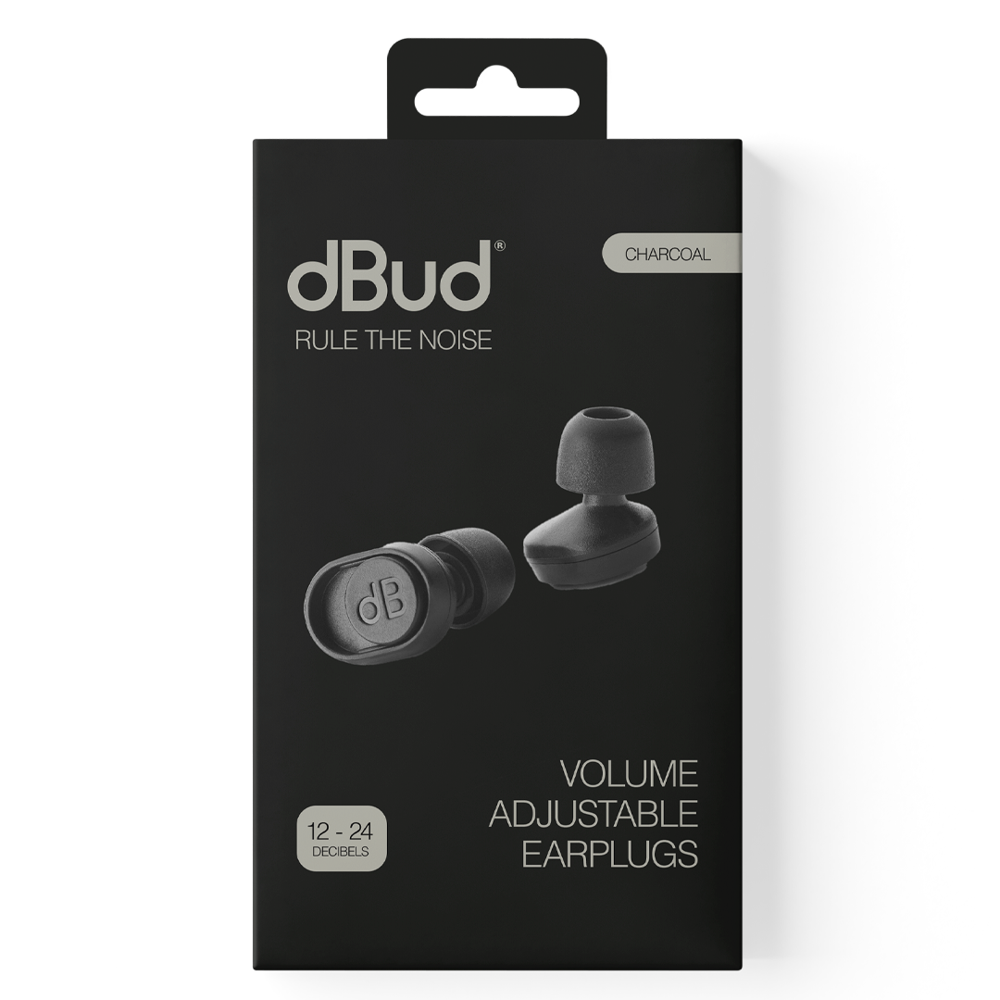 dBud®
CHARCOAL
RULE THE NOISE
dB
VOLUME
ADJUSTABLE
EARPLUGS
12 - 24
DECIBELS